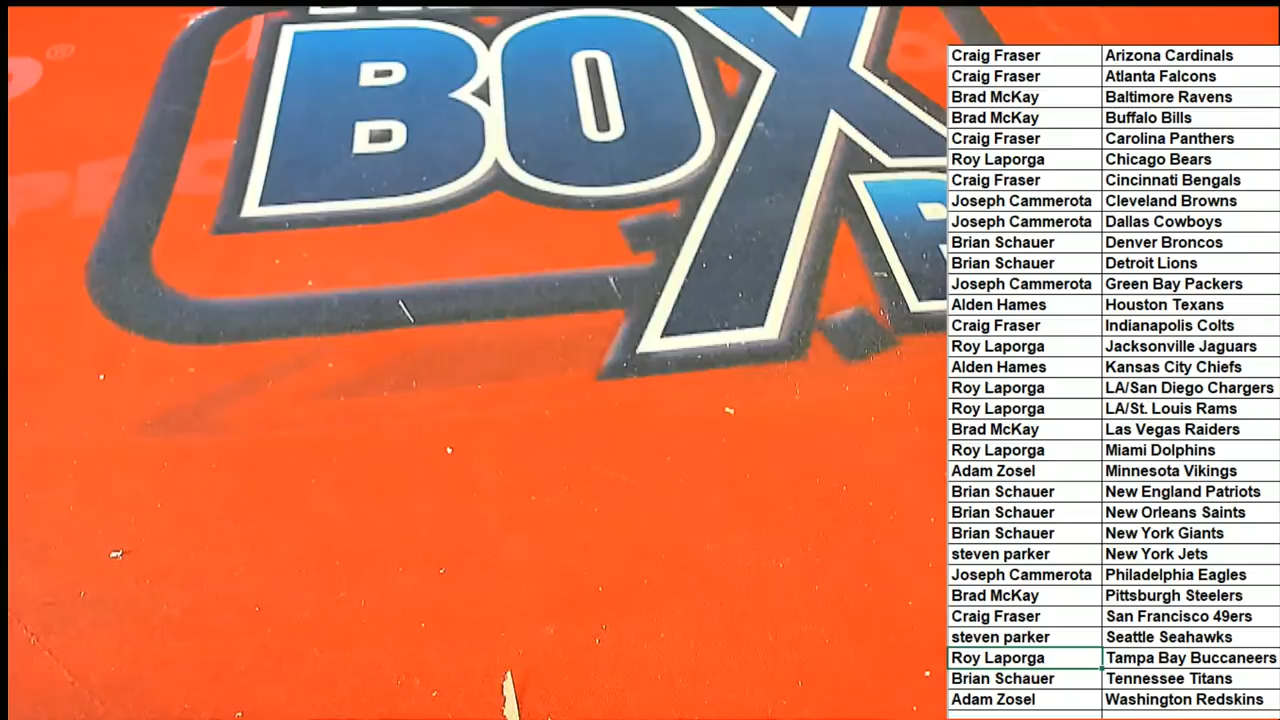 BOX
Craig Fraser Arizona Cardinals
Craig Fraser Atlanta Falcons
Brad McKay Baltimore Ravens
Brad McKay Buffalo Bills
Craig Fraser Carolina Panthers
Roy Laporga Chicago Bears
Craig Fraser Cincinnati Bengals
Joseph Cammerota Cleveland Browns
Joseph Cammerota Dallas Cowboys
Brian Schauer Denver Broncos
Brian Schauer Detroit Lions
Joseph Cammerota Green Bay Packers
Alden Hames Houston Texans
Craig Fraser Indianapolis Colts
Roy Laporga Jacksonville Jaguars
Alden Hames Kansas City Chiefs
Roy Laporga LA/San Diego Chargers
Roy Laporga LA/St. Louis Rams
Brad McKay Las Vegas Raiders
Roy Laporga Miami Dolphins
Adam Zosel Minnesota Vikings
Brian Schauer New England Patriots
Brian Schauer New Orleans Saints
Brian Schauer New York Giants
steven parker New York Jets
Joseph Cammerota Philadelphia Eagles
Brad McKay Pittsburgh Steelers
Craig Fraser San Francisco 49ers
steven parker Seattle Seahawks
Roy Laporga Tampa Bay Buccaneers
Brian Schauer Tennessee Titans
Adam Zosel Washington Redskins